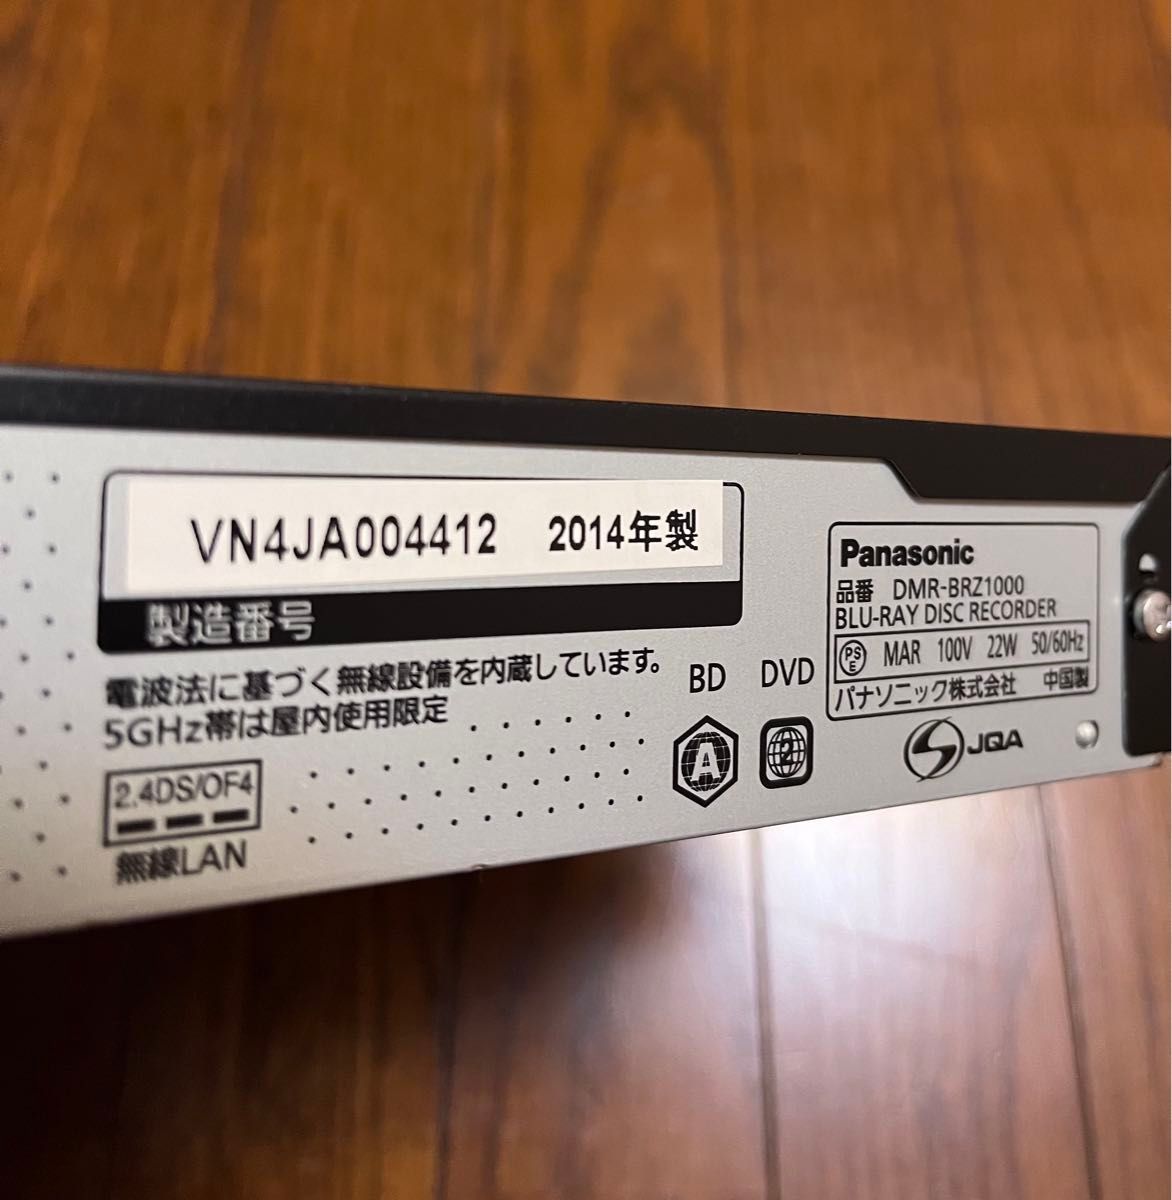 VN4JA004412 2014年製
製造番号
電波法に基づく無線設備を内蔵しています。
5GHz帯は屋内使用限定
2.4DS/OF4
無線LAN
BD DVD
A 2
Panasonic
品番 DMR-BRZ1000
BLU-RAY DISC RECORDER
PSE MAR 100V 22W 50/60Hz
パナソニック株式会社 中国製
JQA